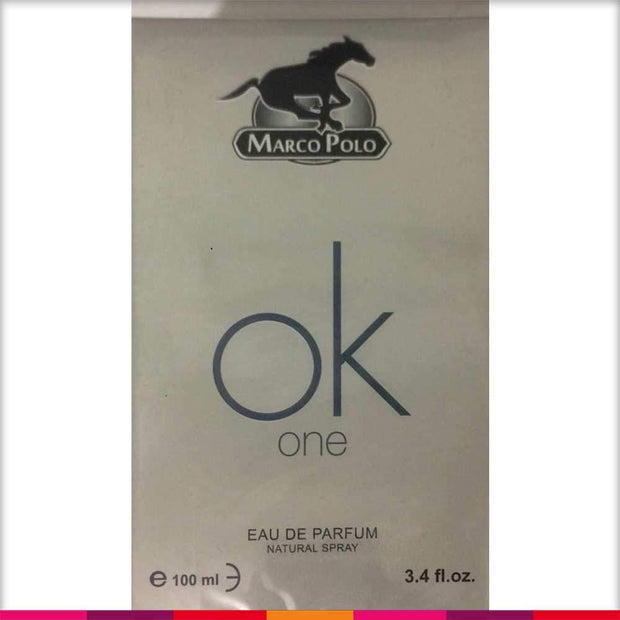 MARCO POLO
ok
one
EAU DE PARFUM
NATURAL SPRAY
e 100 ml 3.4 fl.oz.